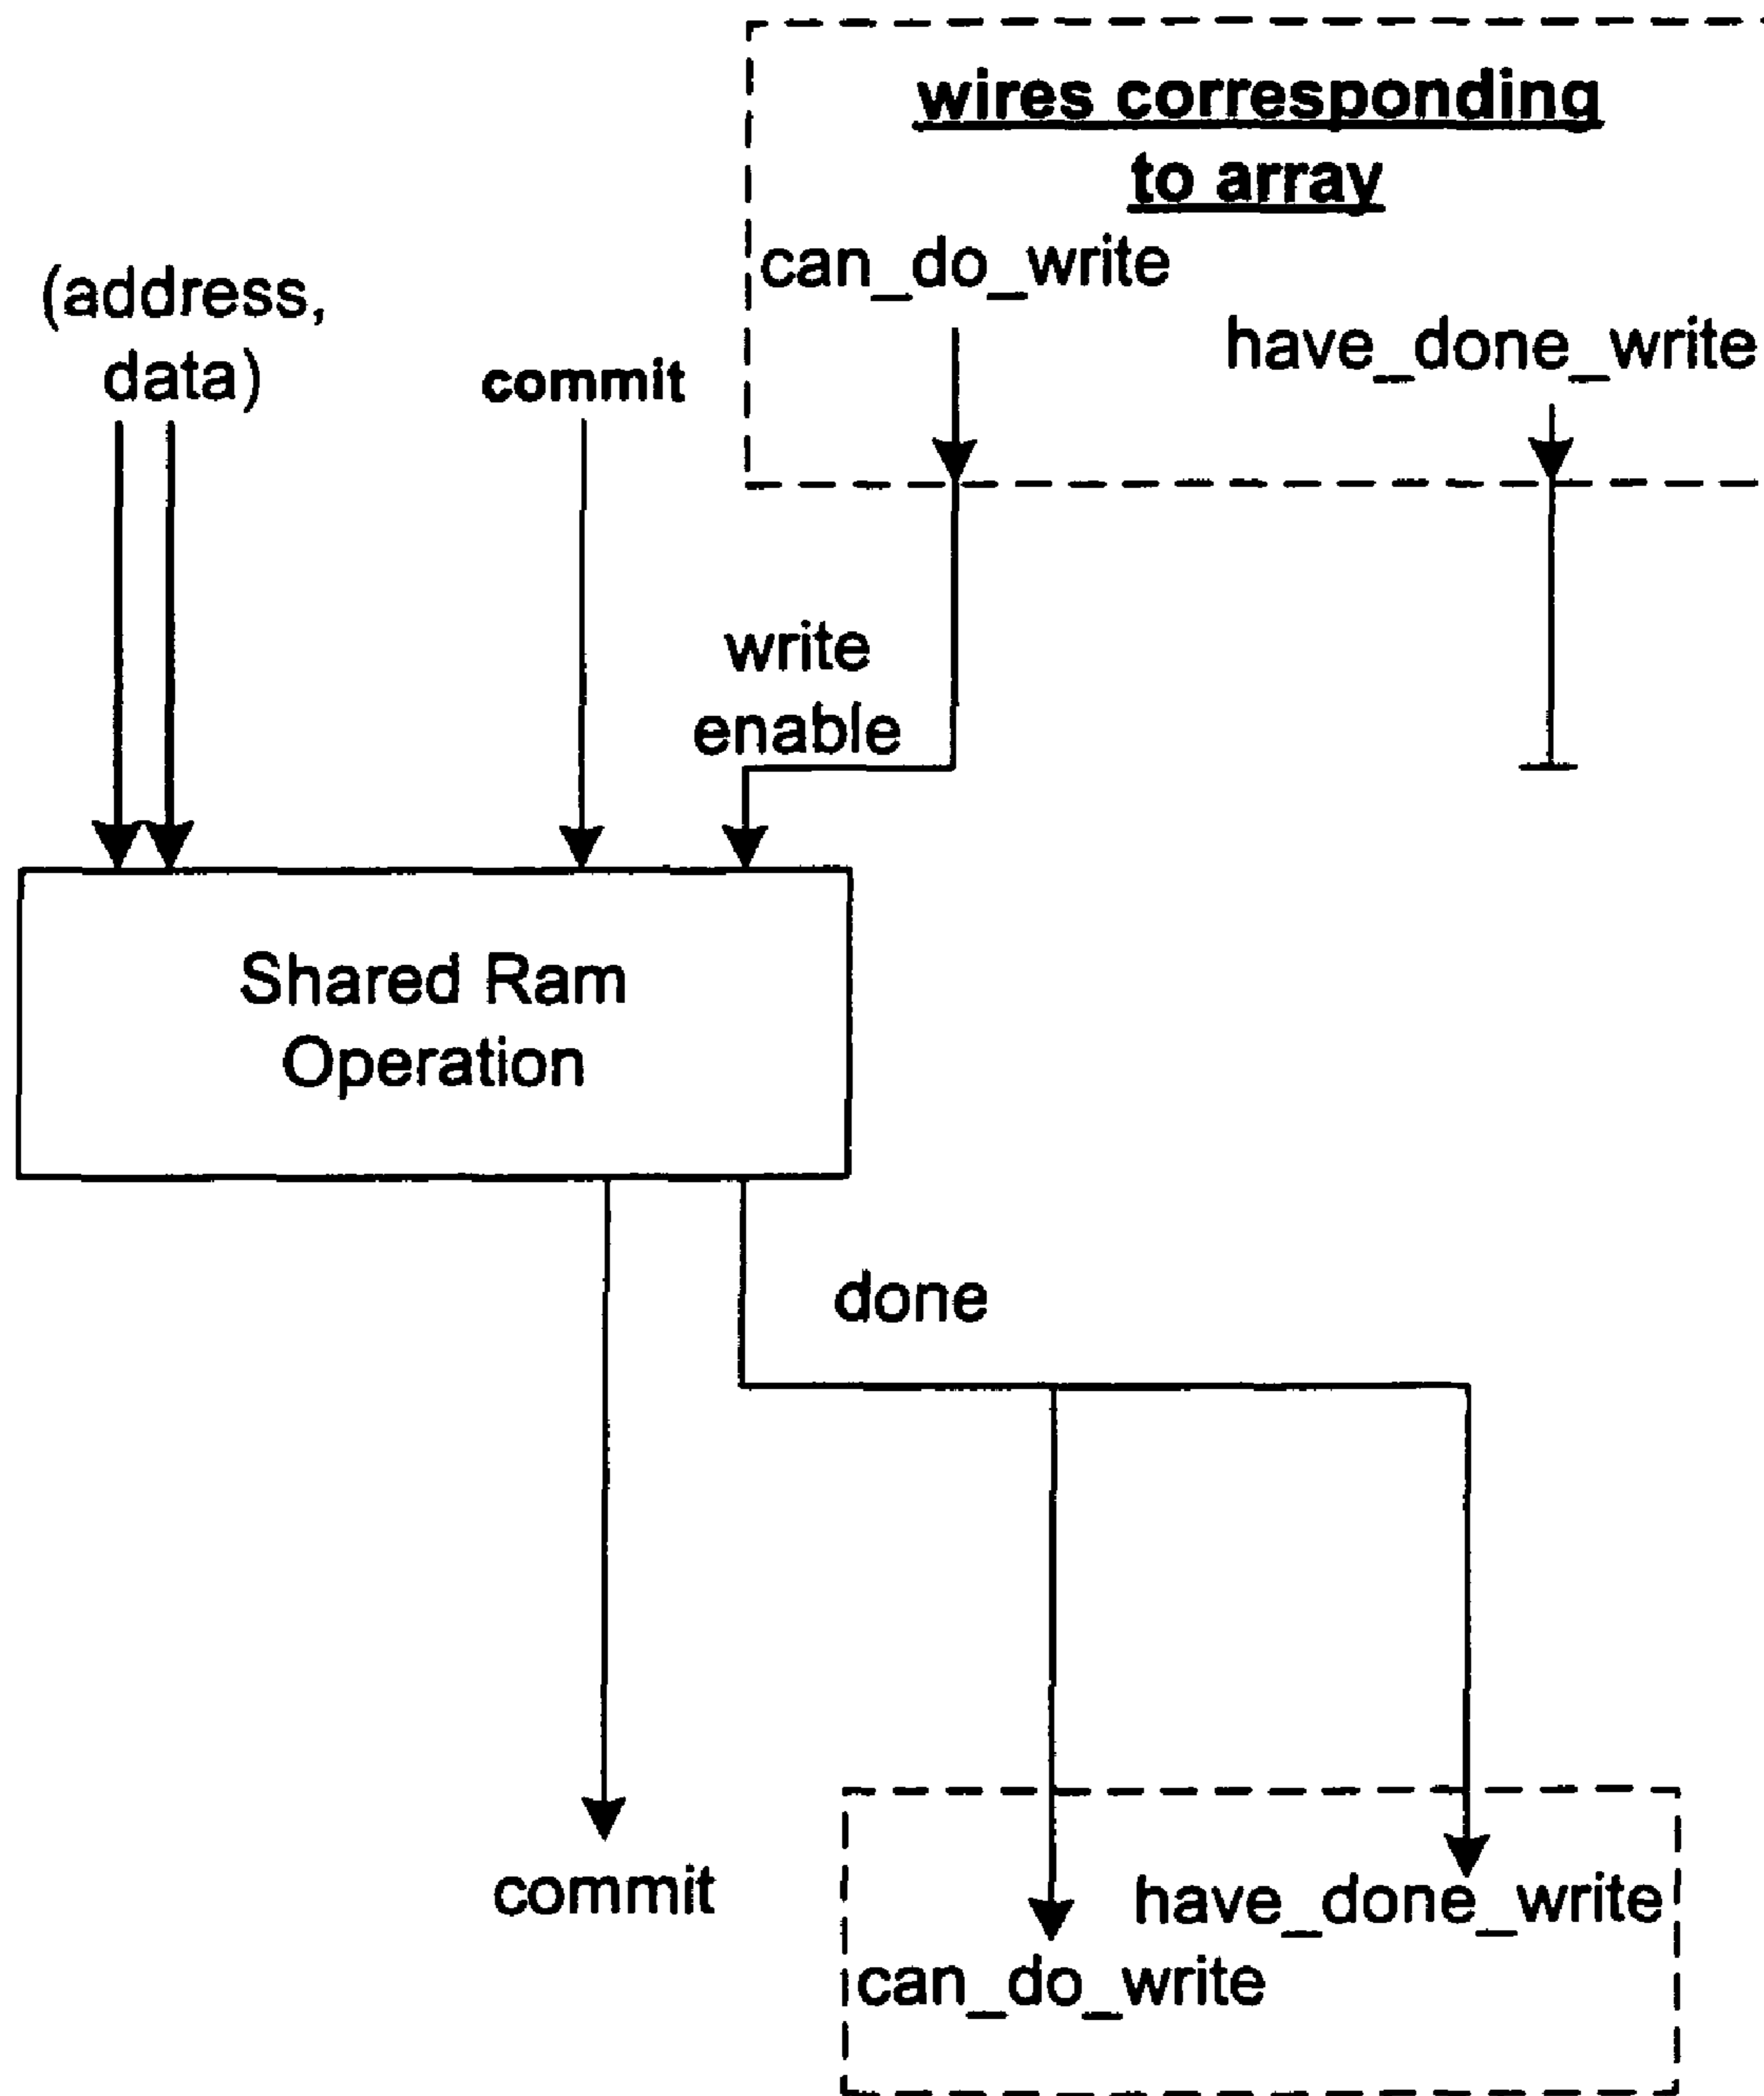 wires corresponding
to array
can_do_write
(address,
data)
commit
have_done_write
write
enable
Shared Ram
Operation
done
commit
have_done_write
can_do_write